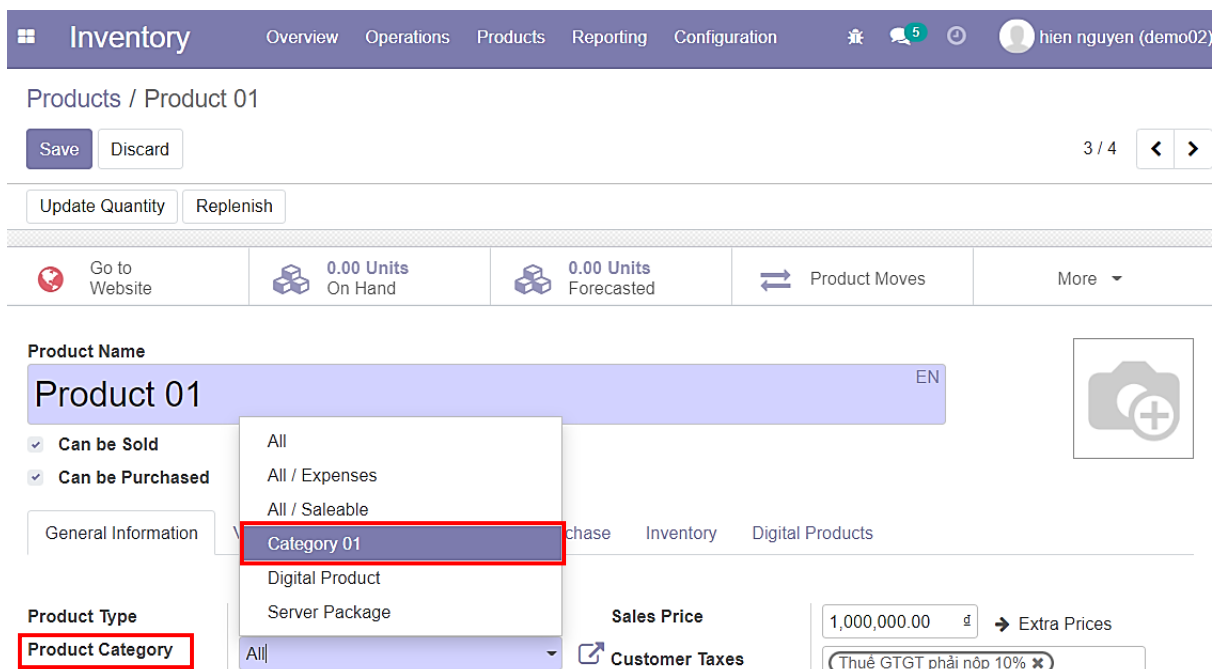 Inventory Overview Operations Products Reporting Configuration 5 hien nguyen (demo02)
Products / Product 01
Save Discard 3 / 4
Update Quantity Replenish
Go to Website 0.00 Units On Hand 0.00 Units Forecasted Product Moves More
Product Name
Product 01 EN
Can be Sold
Can be Purchased
All
All / Expenses
All / Saleable
Category 01
Digital Product
Server Package
General Information chase Inventory Digital Products
Product Type Sales Price 1,000,000.00 đ Extra Prices
Product Category All Customer Taxes Thuế GTGT phải nộp 10%